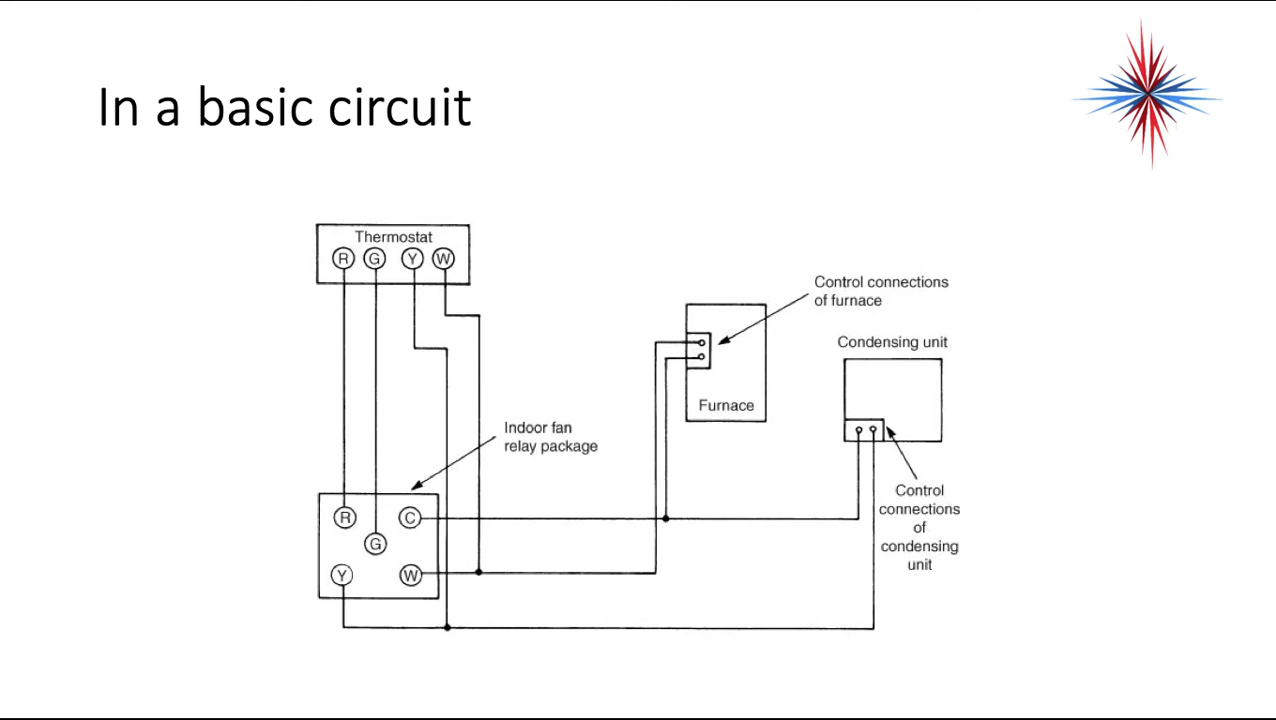 In a basic circuit
Thermostat
R G Y W
Control connections
of furnace
Condensing unit
Furnace
Indoor fan
relay package
Control
connections
of
condensing
unit
R C
G
Y W